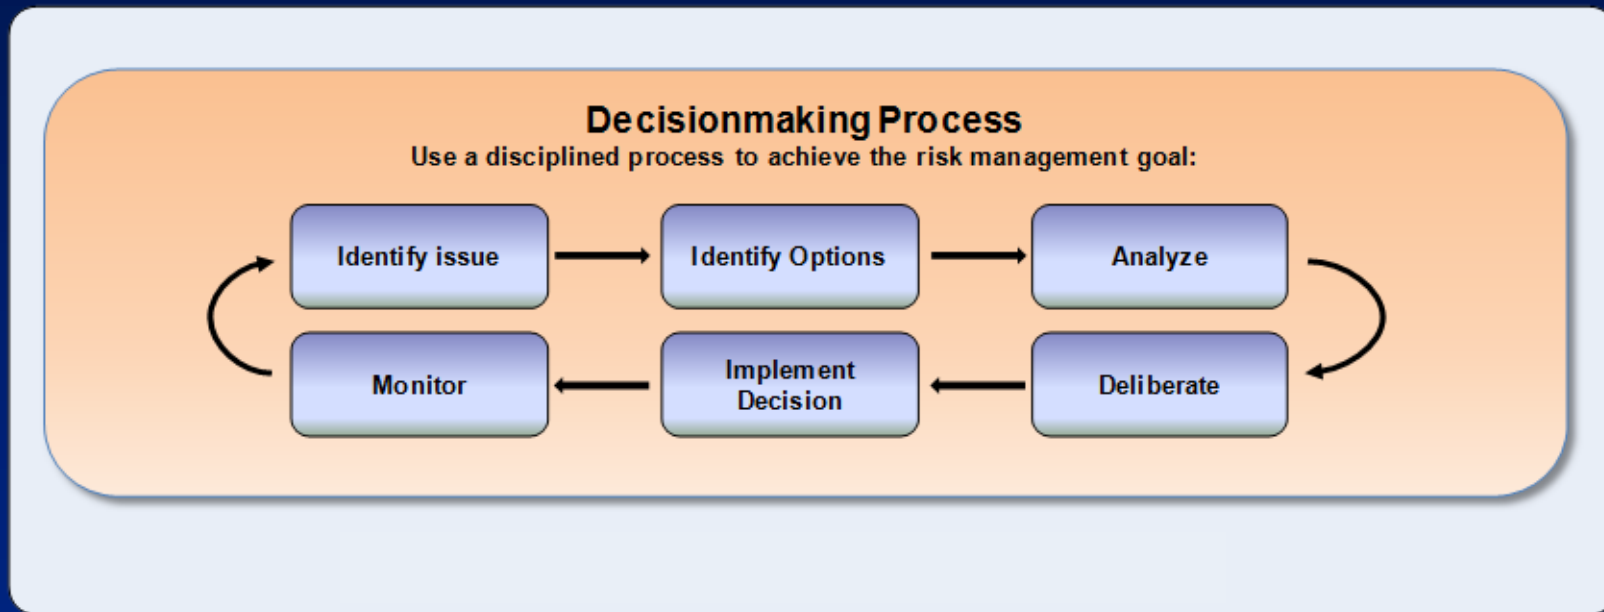 Decisionmaking Process
Use a disciplined process to achieve the risk management goal:
Identify issue
Identify Options
Analyze
Monitor
Implement
Decision
Deliberate